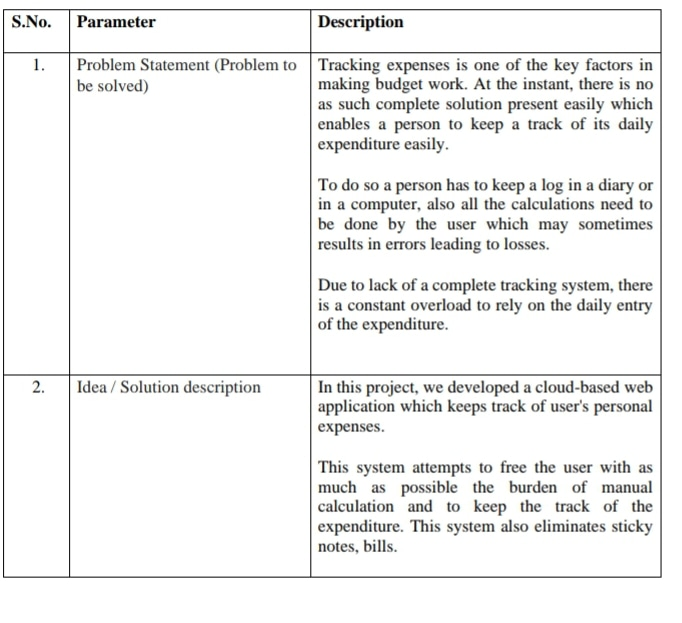 S.No. Parameter Description
1. Problem Statement (Problem to be solved)
Tracking expenses is one of the key factors in
making budget work. At the instant, there is no
as such complete solution present easily which
enables a person to keep a track of its daily
expenditure easily.
To do so a person has to keep a log in a diary or
in a computer, also all the calculations need to
be done by the user which may sometimes
results in errors leading to losses.
Due to lack of a complete tracking system, there
is a constant overload to rely on the daily entry
of the expenditure.
2. Idea / Solution description
In this project, we developed a cloud-based web
application which keeps track of user's personal
expenses.
This system attempts to free the user with as
much as possible the burden of manual
calculation and to keep the track of the
expenditure. This system also eliminates sticky
notes, bills.